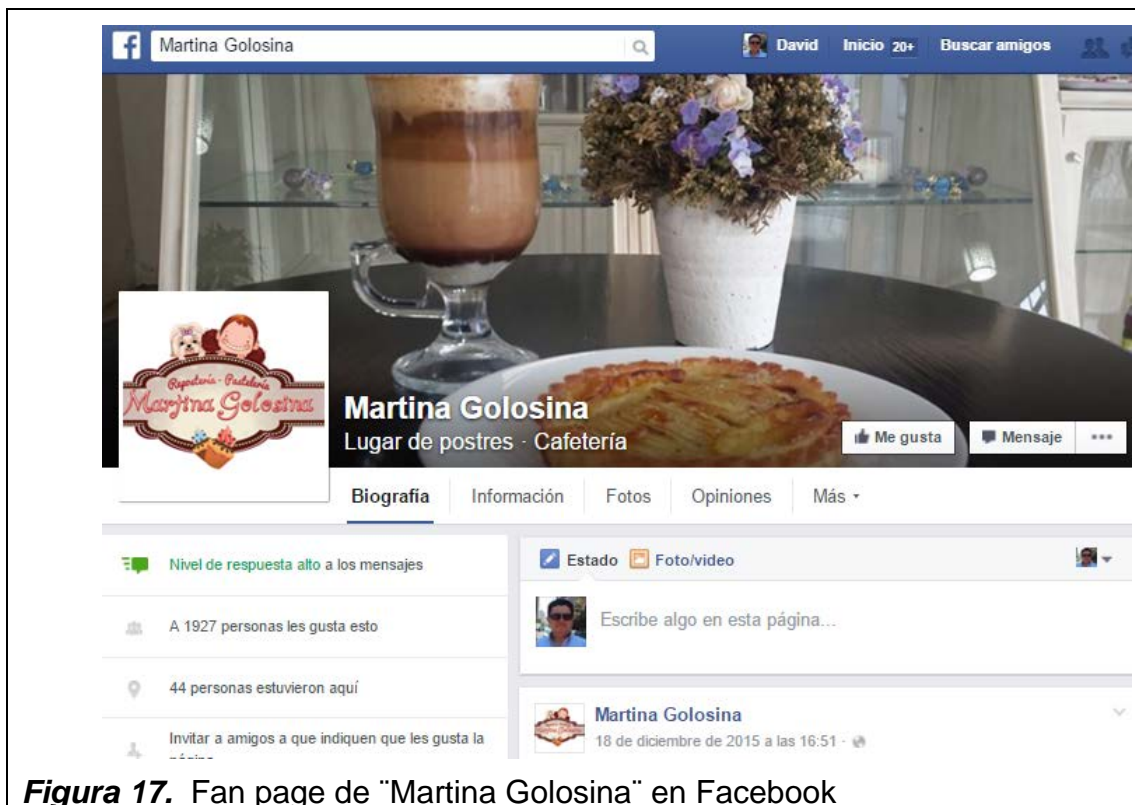 Martina Golosina
David Inicio 20+ Buscar amigos
Repostería - Pastelería
Martina Golosina
Martina Golosina
Lugar de postres · Cafetería
Me gusta
Mensaje
Biografía Información Fotos Opiniones Más
Nivel de respuesta alto a los mensajes
A 1927 personas les gusta esto
44 personas estuvieron aquí
Invitar a amigos a que indiquen que les gusta la
página
Estado Foto/video
Escribe algo en esta página...
Martina Golosina
18 de diciembre de 2015 a las 16:51 ·
Figura 17. Fan page de ¨Martina Golosina¨ en Facebook